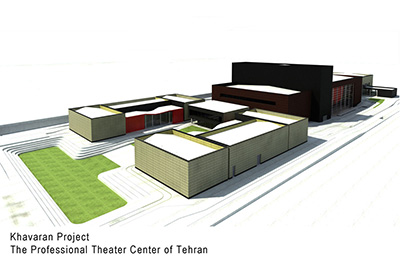 Khavaran Project
The Professional Theater Center of Tehran